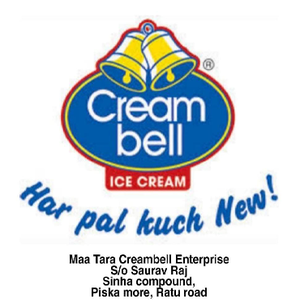 Cream
bell
®
ICE CREAM
Har pal kuch New!
Maa Tara Creambell Enterprise
S/o Saurav Raj
Sinha compound,
Piska more, Ratu road